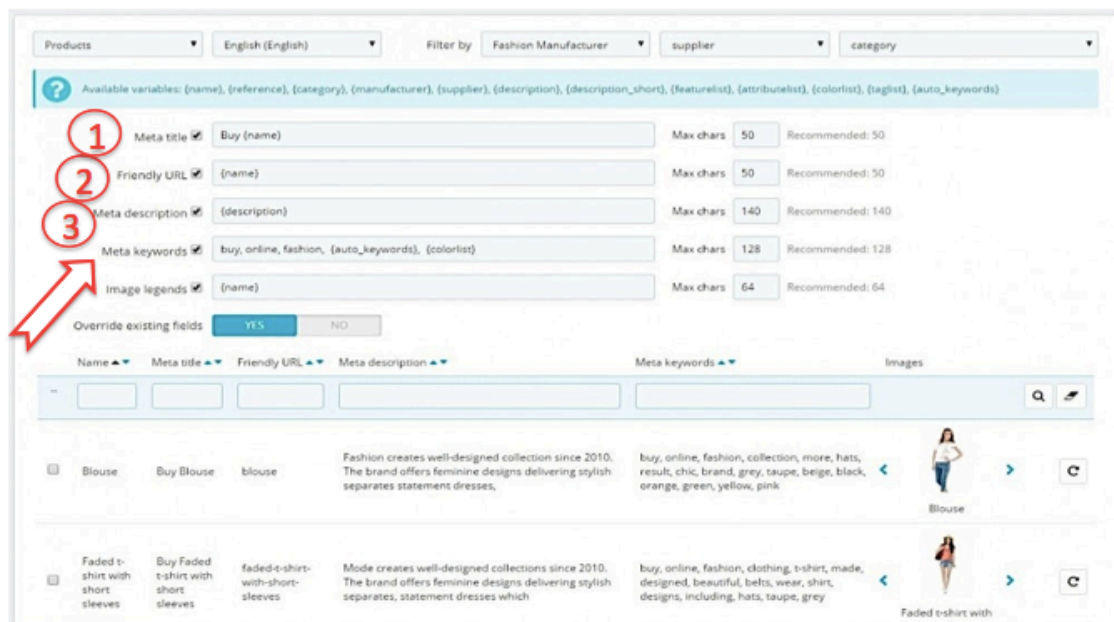 Products English (English) Filter by Fashion Manufacturer supplier category
? Available variables: {name}, {reference}, {category}, {manufacturer}, {supplier}, {description}, {description_short}, {featurelist}, {attributelist}, {colorlist}, {taglist}, {auto_keywords}
1 Meta title Buy {name} Max chars 50 Recommended: 50
2 Friendly URL {name} Max chars 50 Recommended: 50
3 Meta description {description} Max chars 140 Recommended: 140
Meta keywords buy, online, fashion, {auto_keywords}, {colorlist} Max chars 128 Recommended: 128
Image legends {name} Max chars 64 Recommended: 64
Override existing fields YES NO
Name Meta title Friendly URL Meta description Meta keywords Images
--
Blouse
Buy Blouse
blouse
Fashion creates well-designed collection since 2010.
The brand offers feminine designs delivering stylish
separates statement dresses,
buy, online, fashion, collection, more, hats,
result, chic, brand, grey, taupe, beige, black,
orange, green, yellow, pink
Blouse
Faded t-
shirt with
short
sleeves
Buy Faded
t-shirt with
short
sleeves
faded-t-shirt-
with-short-
sleeves
Mode creates well-designed collections since 2010.
The brand offers feminine designs delivering stylish
separates, statement dresses which
buy, online, fashion, clothing, t-shirt, made,
designed, beautiful, belts, wear, shirt,
designs, including, hats, taupe, grey
Faded t-shirt with